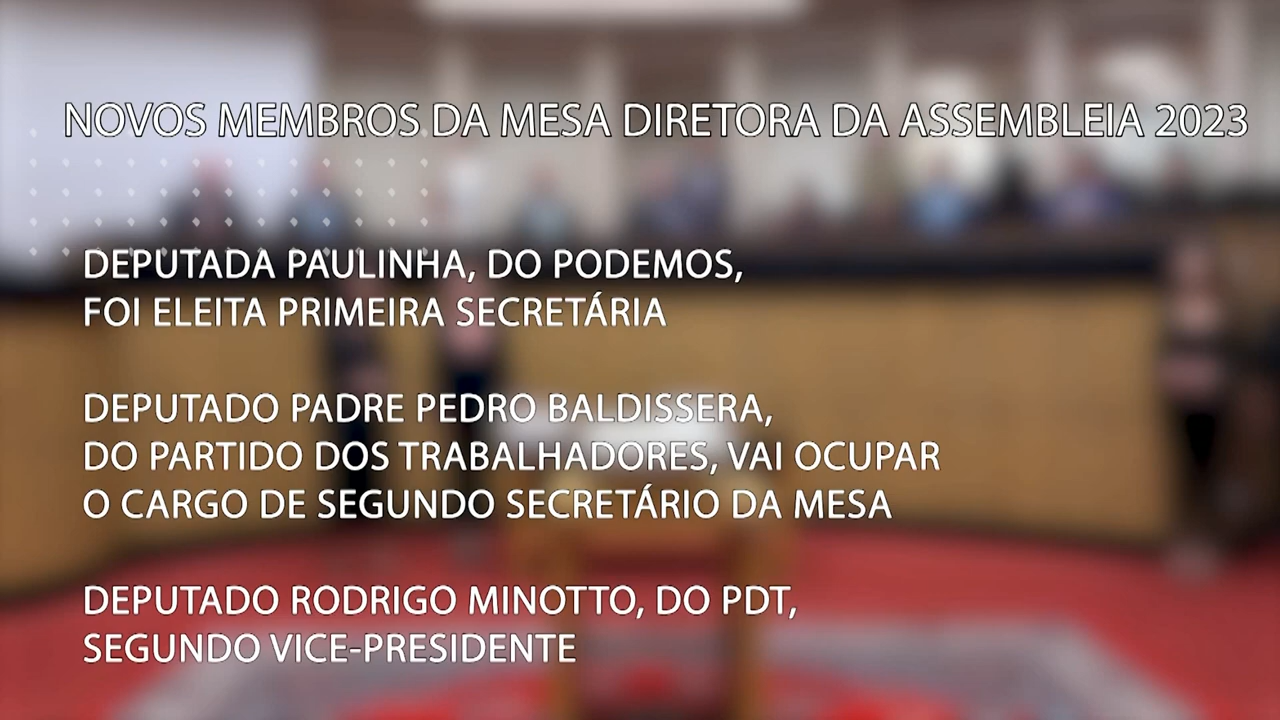 NOVOS MEMBROS DA MESA DIRETORA DA ASSEMBLEIA 2023
DEPUTADA PAULINHA, DO PODEMOS,
FOI ELEITA PRIMEIRA SECRETÁRIA
DEPUTADO PADRE PEDRO BALDISSERA,
DO PARTIDO DOS TRABALHADORES, VAI OCUPAR
O CARGO DE SEGUNDO SECRETÁRIO DA MESA
DEPUTADO RODRIGO MINOTTO, DO PDT,
SEGUNDO VICE-PRESIDENTE